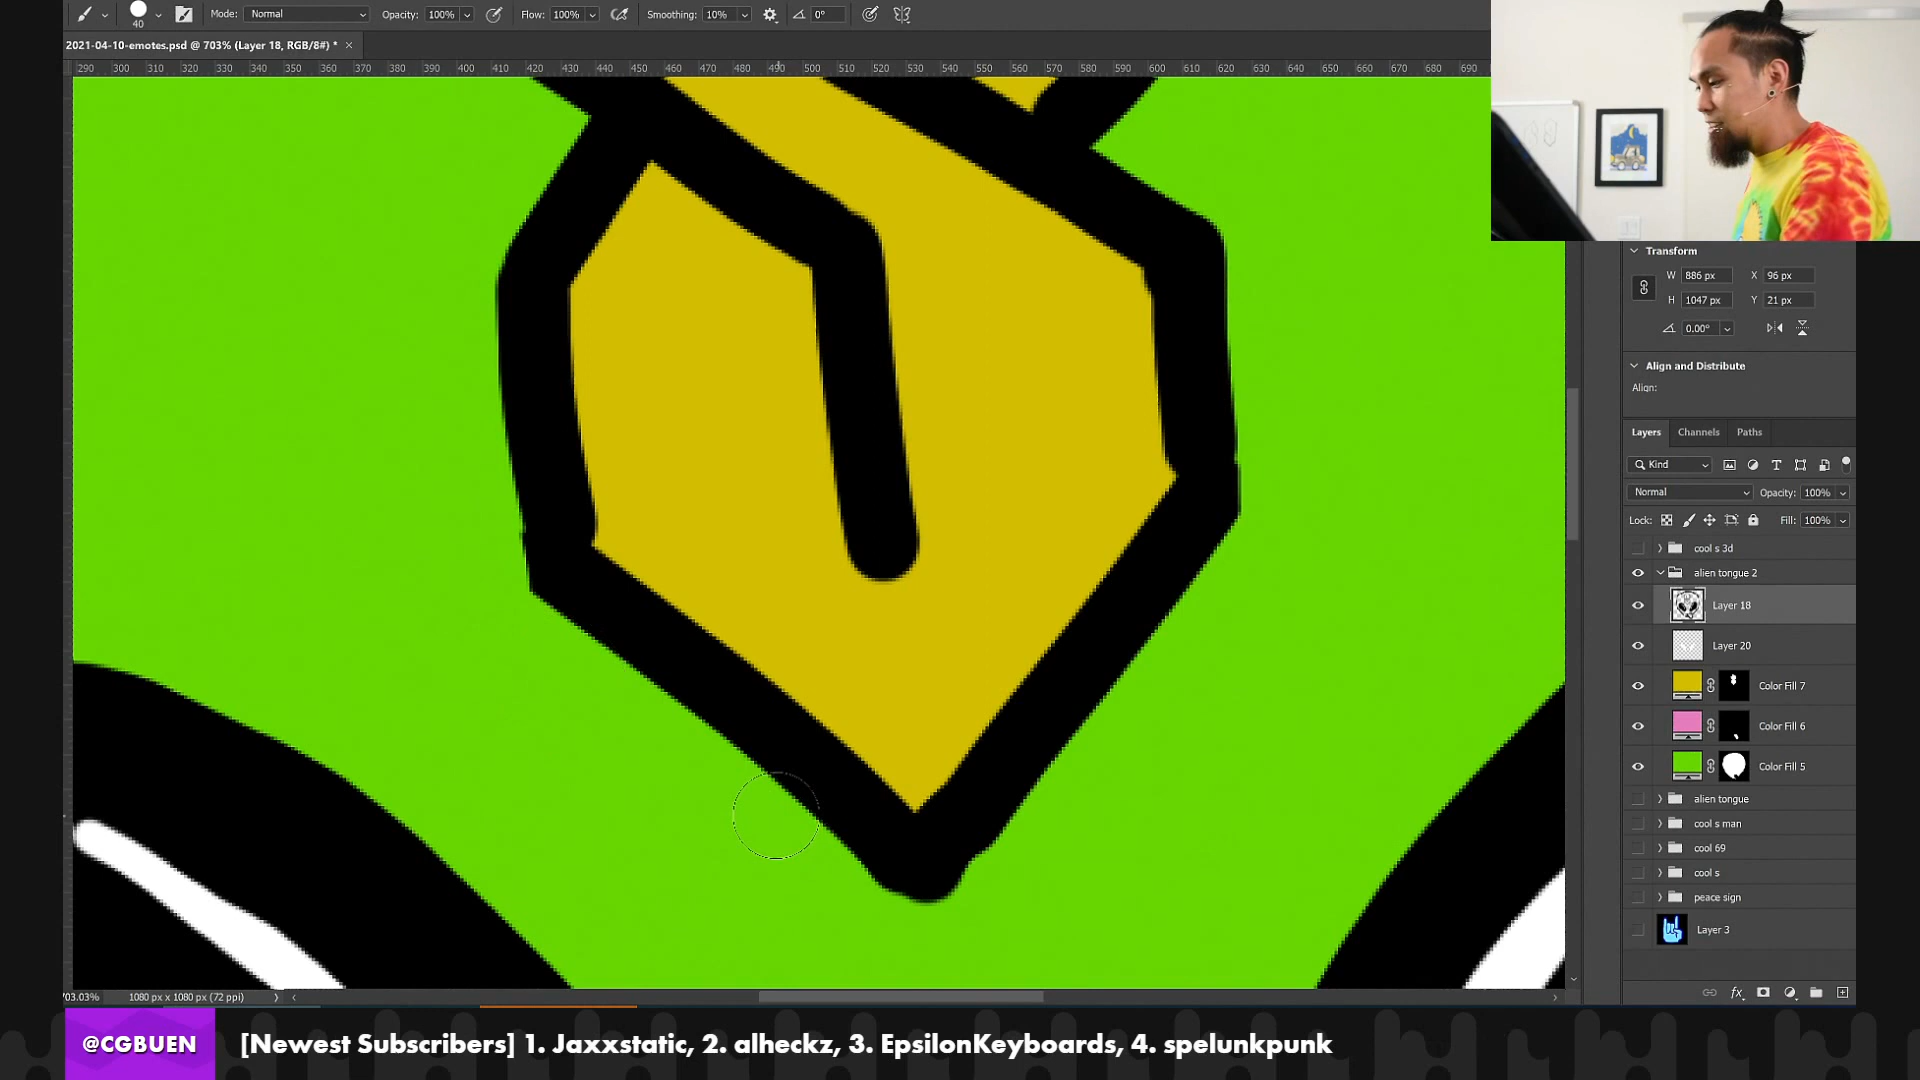 40 Mode: Normal Opacity: 100% Flow: 100% Smoothing: 10% 0°
2021-04-10-emotes.psd @ 703% (Layer 18, RGB/8#) * ×
290 300 310 320 330 340 350 360 370 380 390 400 410 420 430 440 450 460 470 480 490 500 510 520 530 540 550 560 570 580 590 600 610 620 630 640 650 660 670 680 690
Transform
W 886 px X 96 px
H 1047 px Y 21 px
0.00°
Align and Distribute
Align:
Layers Channels Paths
Kind
Normal Opacity: 100%
Lock: Fill: 100%
cool s 3d
alien tongue 2
Layer 18
Layer 20
Color Fill 7
Color Fill 6
Color Fill 5
alien tongue
cool s man
cool 69
cool s
peace sign
Layer 3
fx
703.03% 1080 px x 1080 px (72 ppi)
@CGBUEN [Newest Subscribers] 1. Jaxxstatic, 2. alheckz, 3. EpsilonKeyboards, 4. spelunkpunk